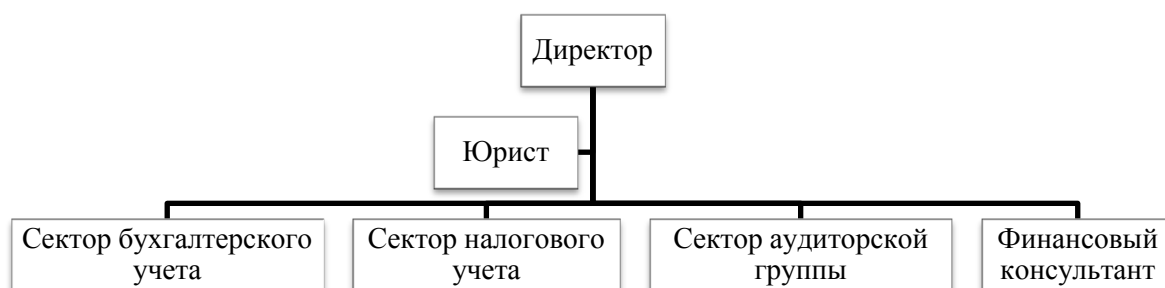 Директор
Юрист
Сектор бухгалтерского
учета
Сектор налогового
учета
Сектор аудиторской
группы
Финансовый
консультант